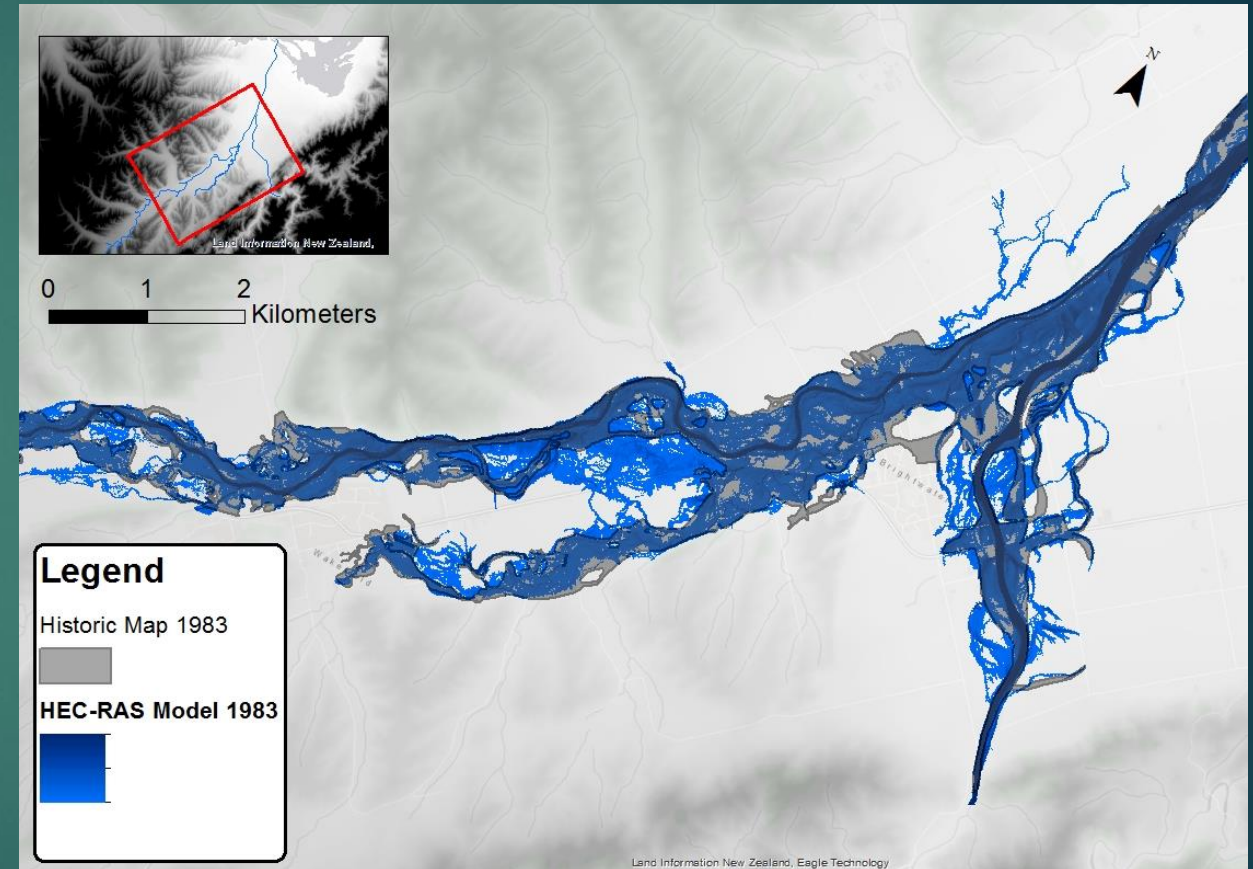 Land Information New Zealand,
N
0 1 2
Kilometers
Brightwater
Legend
Historic Map 1983
HEC-RAS Model 1983
Land Information New Zealand, Eagle Technology